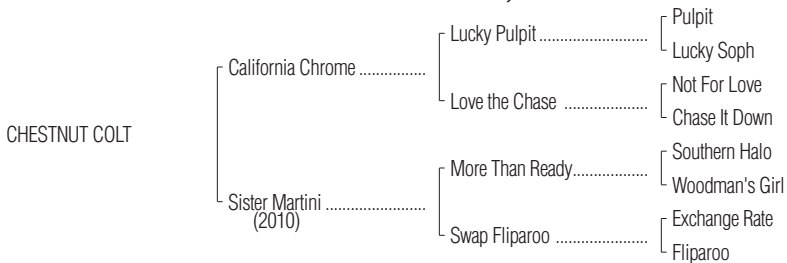 Pulpit
Lucky Pulpit ..........................
Lucky Soph
California Chrome ................
Not For Love
Love the Chase ....................
Chase It Down
CHESTNUT COLT
Southern Halo
More Than Ready..................
Woodman's Girl
Sister Martini ........................
(2010)
Exchange Rate
Swap Fliparoo ......................
Fliparoo